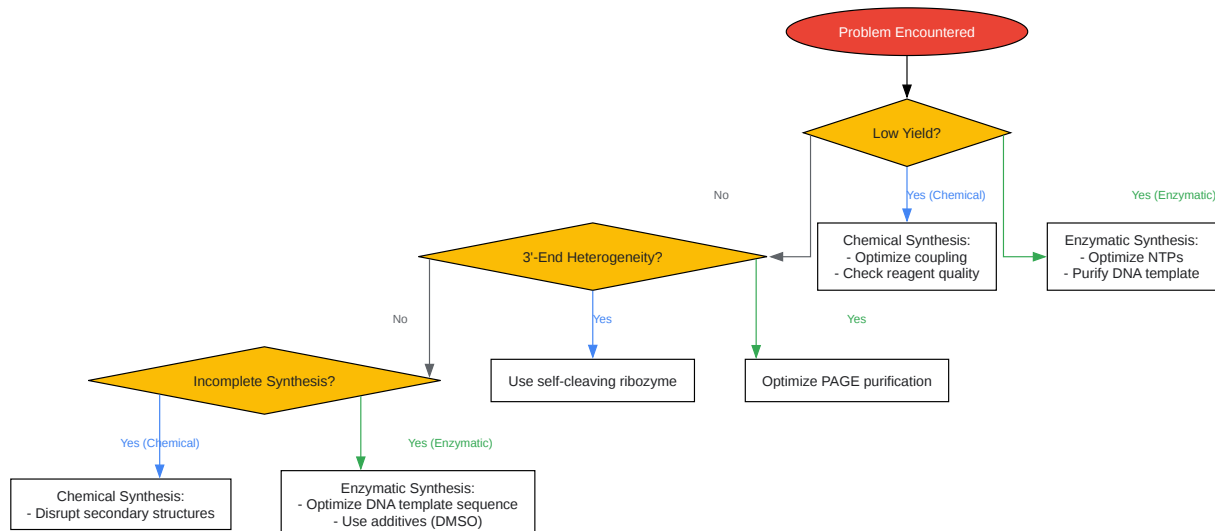 Problem Encountered
Low Yield?
No
Yes (Chemical)
Yes (Enzymatic)
Chemical Synthesis:
- Optimize coupling
- Check reagent quality
Enzymatic Synthesis:
- Optimize NTPs
- Purify DNA template
3'-End Heterogeneity?
No
Yes
Yes
Use self-cleaving ribozyme
Optimize PAGE purification
Incomplete Synthesis?
Yes (Chemical)
Yes (Enzymatic)
Chemical Synthesis:
- Disrupt secondary structures
Enzymatic Synthesis:
- Optimize DNA template sequence
- Use additives (DMSO)